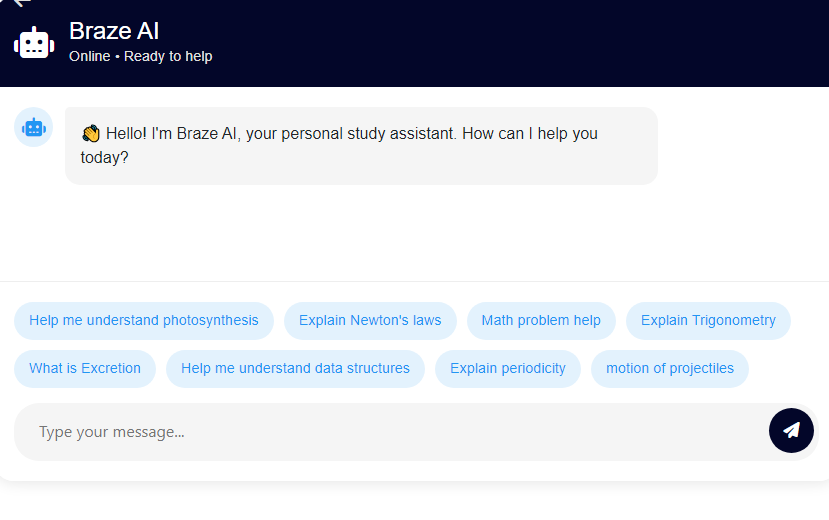 Braze AI
Online • Ready to help
👋 Hello! I'm Braze AI, your personal study assistant. How can I help you
today?
Help me understand photosynthesis
Explain Newton's laws
Math problem help
Explain Trigonometry
What is Excretion
Help me understand data structures
Explain periodicity
motion of projectiles
Type your message...